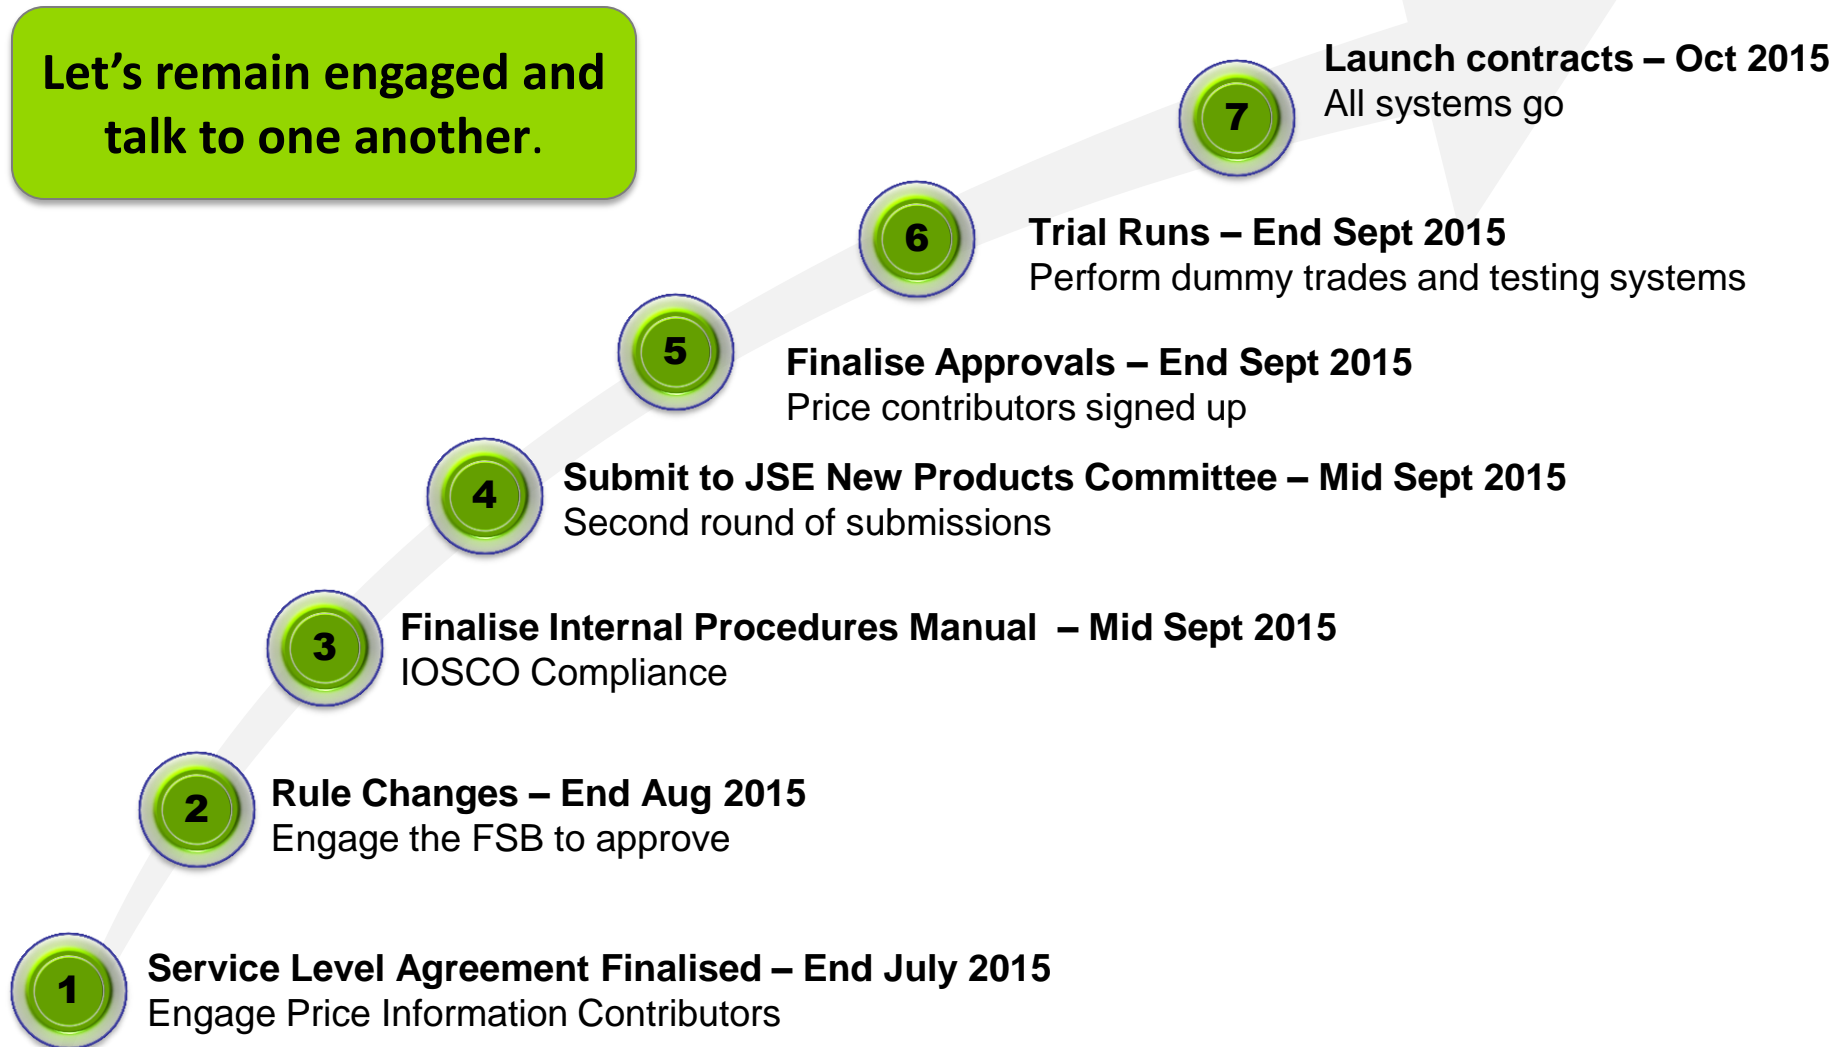 Let’s remain engaged and
talk to one another.
7
Launch contracts – Oct 2015
All systems go
6
Trial Runs – End Sept 2015
Perform dummy trades and testing systems
5
Finalise Approvals – End Sept 2015
Price contributors signed up
4
Submit to JSE New Products Committee – Mid Sept 2015
Second round of submissions
3
Finalise Internal Procedures Manual – Mid Sept 2015
IOSCO Compliance
2
Rule Changes – End Aug 2015
Engage the FSB to approve
1
Service Level Agreement Finalised – End July 2015
Engage Price Information Contributors